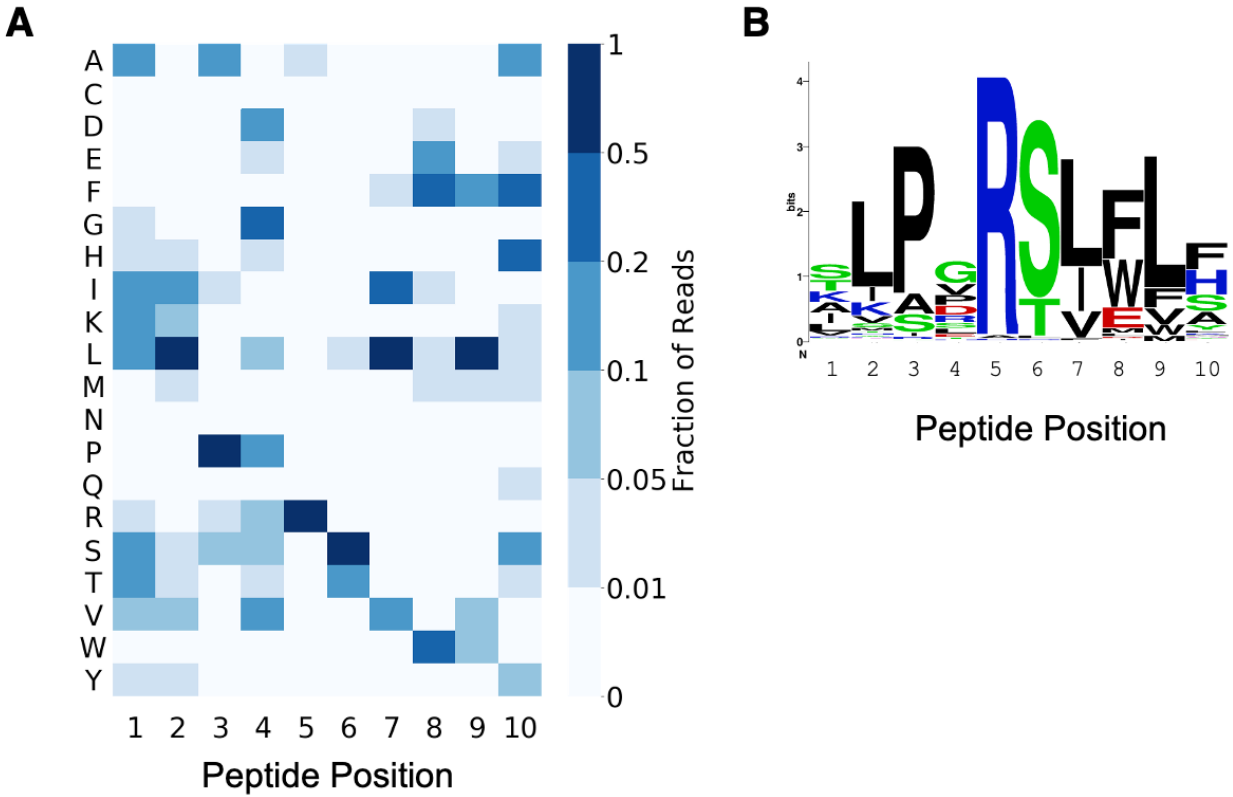 A
B
A
C
D
E
F
G
H
I
K
L
M
N
P
Q
R
S
T
V
W
Y
1 2 3 4 5 6 7 8 9 10
Peptide Position
1
0.5
0.2
0.1
0.05
0.01
0
Fraction of Reads
4
3
2
1
0
bits
N
S T K A I L
L I K V
P A S
G V P D R S L
R
S T
L I V
F W E M
L F V W M
F H S A Y
1 2 3 4 5 6 7 8 9 10
Peptide Position